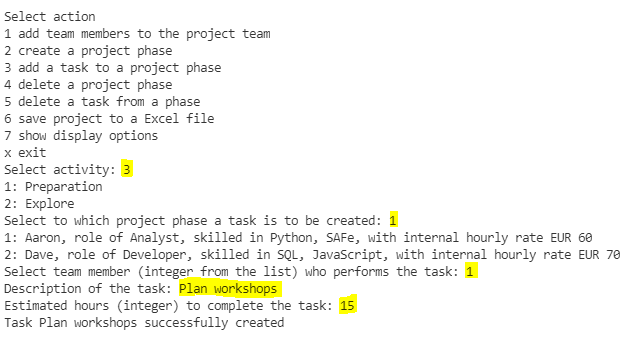 Select action
1 add team members to the project team
2 create a project phase
3 add a task to a project phase
4 delete a project phase
5 delete a task from a phase
6 save project to a Excel file
7 show display options
x exit
Select activity: 3
1: Preparation
2: Explore
Select to which project phase a task is to be created: 1
1: Aaron, role of Analyst, skilled in Python, SAFe, with internal hourly rate EUR 60
2: Dave, role of Developer, skilled in SQL, JavaScript, with internal hourly rate EUR 70
Select team member (integer from the list) who performs the task: 1
Description of the task: Plan workshops
Estimated hours (integer) to complete the task: 15
Task Plan workshops successfully created